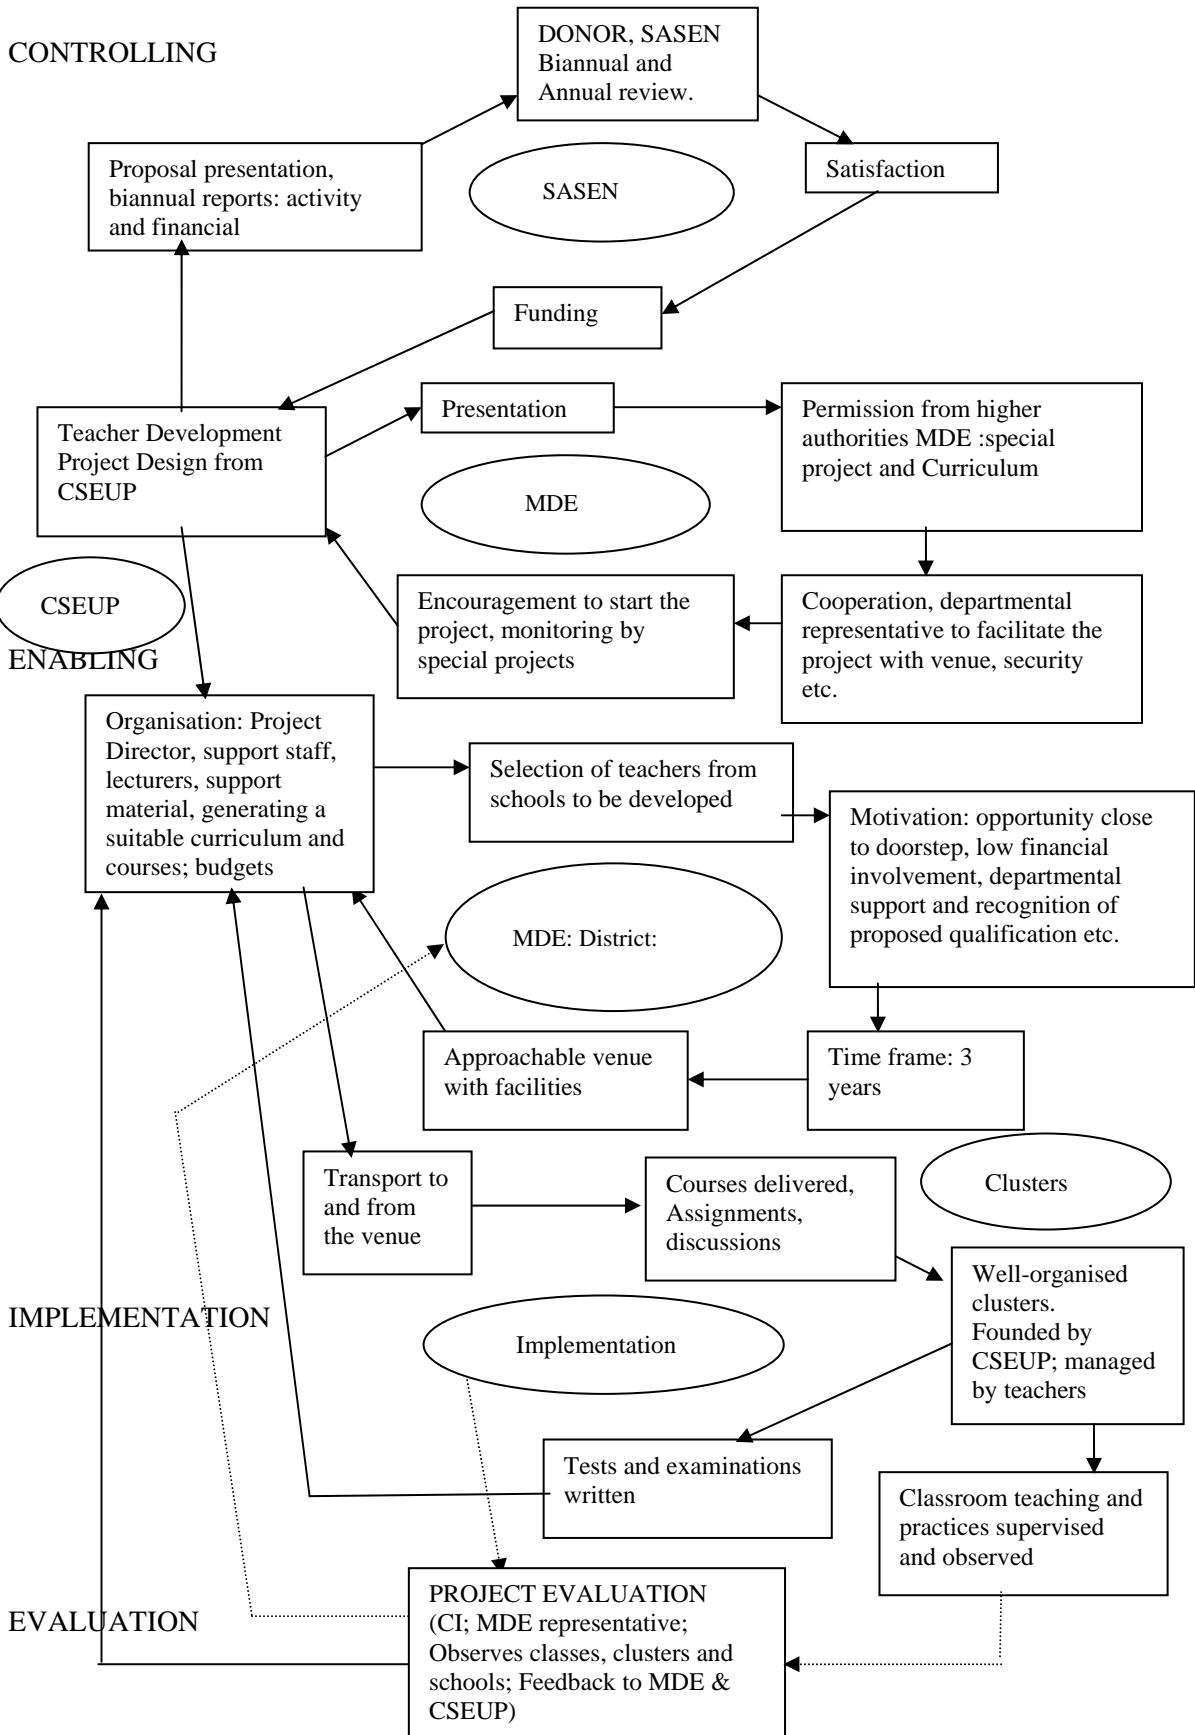 CONTROLLING
DONOR, SASEN
Biannual and
Annual review.
Proposal presentation,
biannual reports: activity
and financial
SASEN
Satisfaction
Funding
Teacher Development
Project Design from
CSEUP
Presentation
Permission from higher
authorities MDE :special
project and Curriculum
MDE
CSEUP
Encouragement to start the
project, monitoring by
special projects
Cooperation, departmental
representative to facilitate the
project with venue, security
etc.
ENABLING
Organisation: Project
Director, support staff,
lecturers, support
material, generating a
suitable curriculum and
courses; budgets
Selection of teachers from
schools to be developed
Motivation: opportunity close
to doorstep, low financial
involvement, departmental
support and recognition of
proposed qualification etc.
MDE: District:
Approachable venue
with facilities
Time frame: 3
years
Transport to
and from
the venue
Courses delivered,
Assignments,
discussions
Clusters
Well-organised
clusters.
Founded by
CSEUP; managed
by teachers
IMPLEMENTATION
Implementation
Tests and examinations
written
Classroom teaching and
practices supervised
and observed
EVALUATION
PROJECT EVALUATION
(CI; MDE representative;
Observes classes, clusters and
schools; Feedback to MDE &
CSEUP)